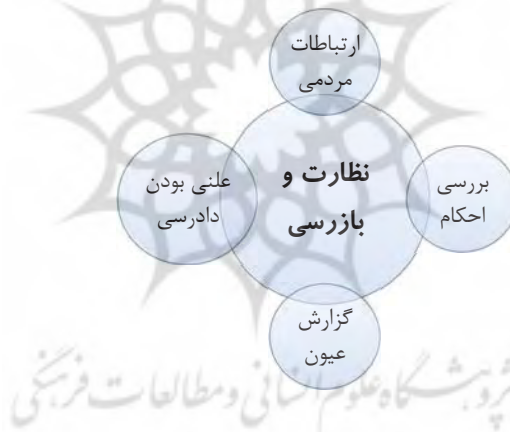 ارتباطات
مردمی
نظارت و
بازرسی
بررسی
احکام
علنی بودن
دادرسی
گزارش
عیون
پژوهشگاه علوم انسانی و مطالعات فرهنگی